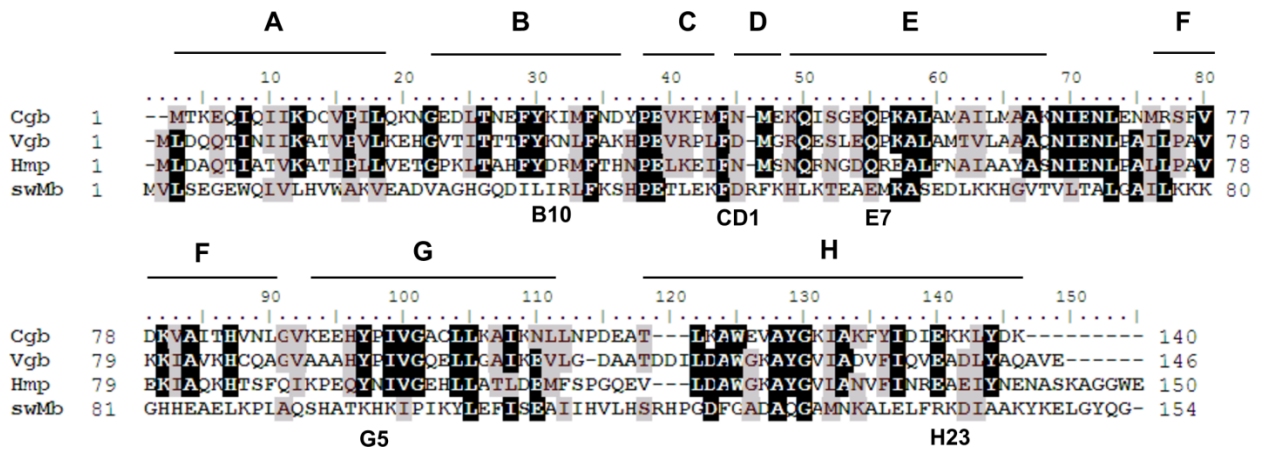 A B C D E F
10 20 30 40 50 60 70 80
Cgb 1 --MTKEQIQIIKDCVPILQKNGEDLTNEFYKIMFNDYPEVKPMFN-MEKQISGEQPKALAMAILMAAKNIENLENMRSFV 77
Vgb 1 -MLDQQTINIIKATVPVLKEHGVTITTTFYKNLFAKHPEVRPLFD-MGRQESLEQPKALAMTVLAAAQNIENLPAILPAV 78
Hmp 1 -MLDAQTIATVKATIPLLVETGPKLTAHFYDRMFTHNPELKEIFN-MSNQRNGDQREALFNAIAAYASNIENLPALLPAV 78
swMb 1 MVLSEGEWQLVLHVWAKVEADVAGHGQDILIRLFKSHPETLEKFDRFKHLKTEAEMKASEDLKKHGVTVLTALGAILKKK 80
B10 CD1 E7
F G H
90 100 110 120 130 140 150
Cgb 78 DKVAITHVNLGVKEEHYPIVGACLLKAIKNLLNPDEAT---LKAWEVAYGKIAKFYIDIEKKLYDK--------- 140
Vgb 79 KKIAVKHCQAGVAAAHYPIVGQELLGAIKEVLG-DAATDDILDAWGKAYGVIADVFIQVEADLYAQAVE------ 146
Hmp 79 EKIAQKHTSFQIKPEQYNIVGEHLLATLDEMFSPGQEV---LDAWGKAYGVLANVFINREAEIYNENASKAGGWE 150
swMb 81 GHHEAELKPLAQSHATKHKIPIKYLEFISEAIIHVLHSRHPGDFGADAQGAMNKALELFRKDIAAKYKELGYQG- 154
G5 H23